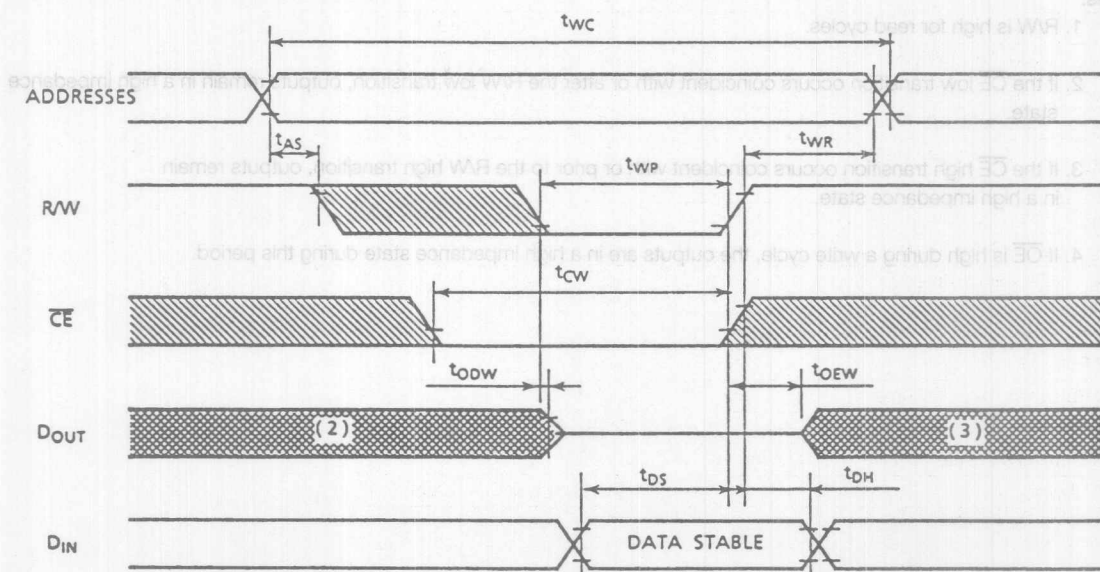 tWC
1. R/W is high for read cycles.
2. If the CE low transition occurs coincident with or after the R/W low transition, outputs remain in a high impedance
state.
ADDRESSES
tAS
tWR
tWP
3. If the C̅E̅ high transition occurs coincident with or prior to the R/W high transition, outputs remain
in a high impedance state.
R/W
4. If O̅E̅ is high during a write cycle, the outputs are in a high impedance state during this period.
tCW
C̅E̅
tODW
tOEW
DOUT
(2)
(3)
tDS
tDH
DIN
DATA STABLE